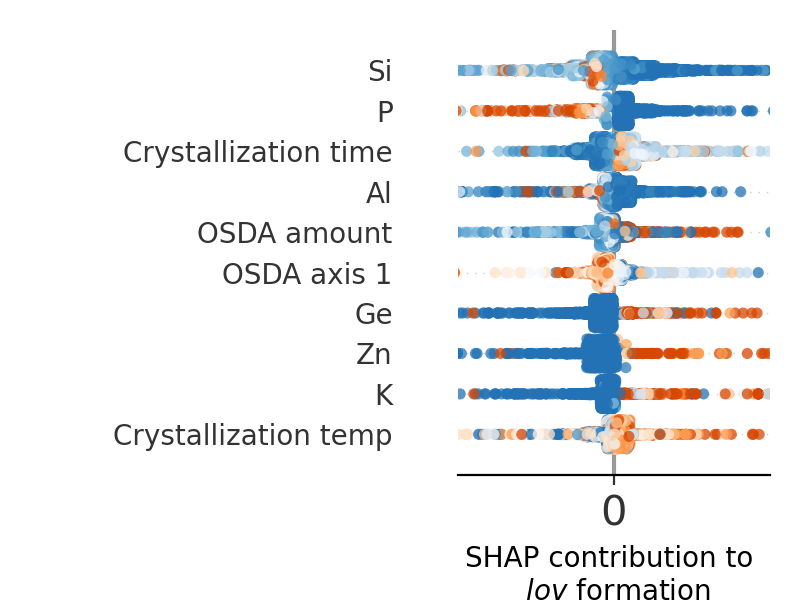 Si
P
Crystallization time
Al
OSDA amount
OSDA axis 1
Ge
Zn
K
Crystallization temp
0
SHAP contribution to
lov formation